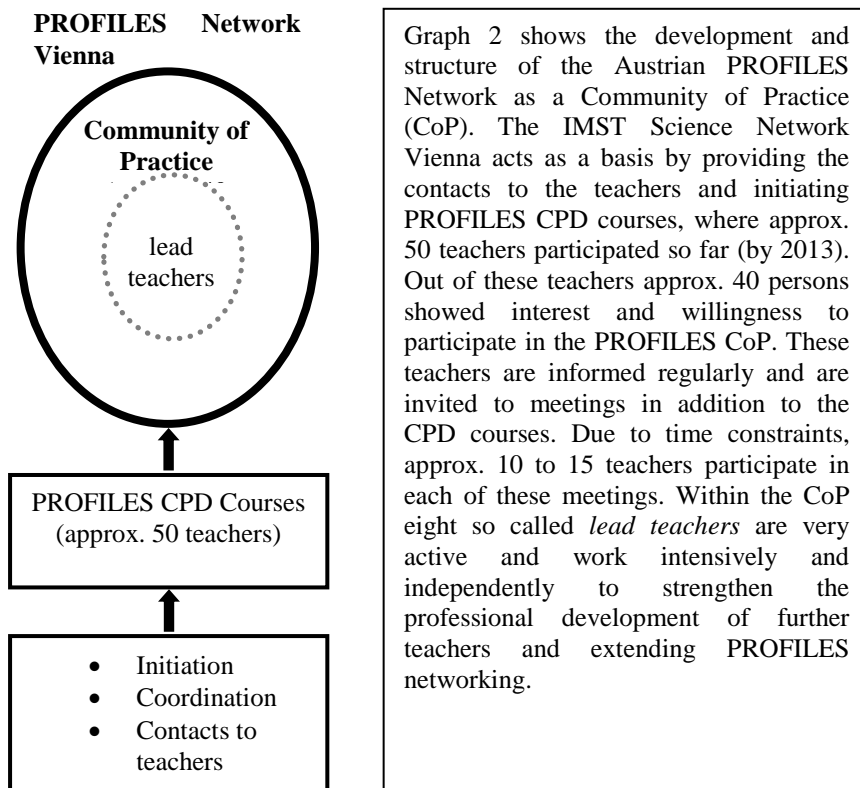 PROFILES Network
Vienna
Community of
Practice
lead
teachers
PROFILES CPD Courses
(approx. 50 teachers)
• Initiation
• Coordination
• Contacts to
teachers
Graph 2 shows the development and
structure of the Austrian PROFILES
Network as a Community of Practice
(CoP). The IMST Science Network
Vienna acts as a basis by providing the
contacts to the teachers and initiating
PROFILES CPD courses, where approx.
50 teachers participated so far (by 2013).
Out of these teachers approx. 40 persons
showed interest and willingness to
participate in the PROFILES CoP. These
teachers are informed regularly and are
invited to meetings in addition to the
CPD courses. Due to time constraints,
approx. 10 to 15 teachers participate in
each of these meetings. Within the CoP
eight so called lead teachers are very
active and work intensively and
independently to strengthen the
professional development of further
teachers and extending PROFILES
networking.